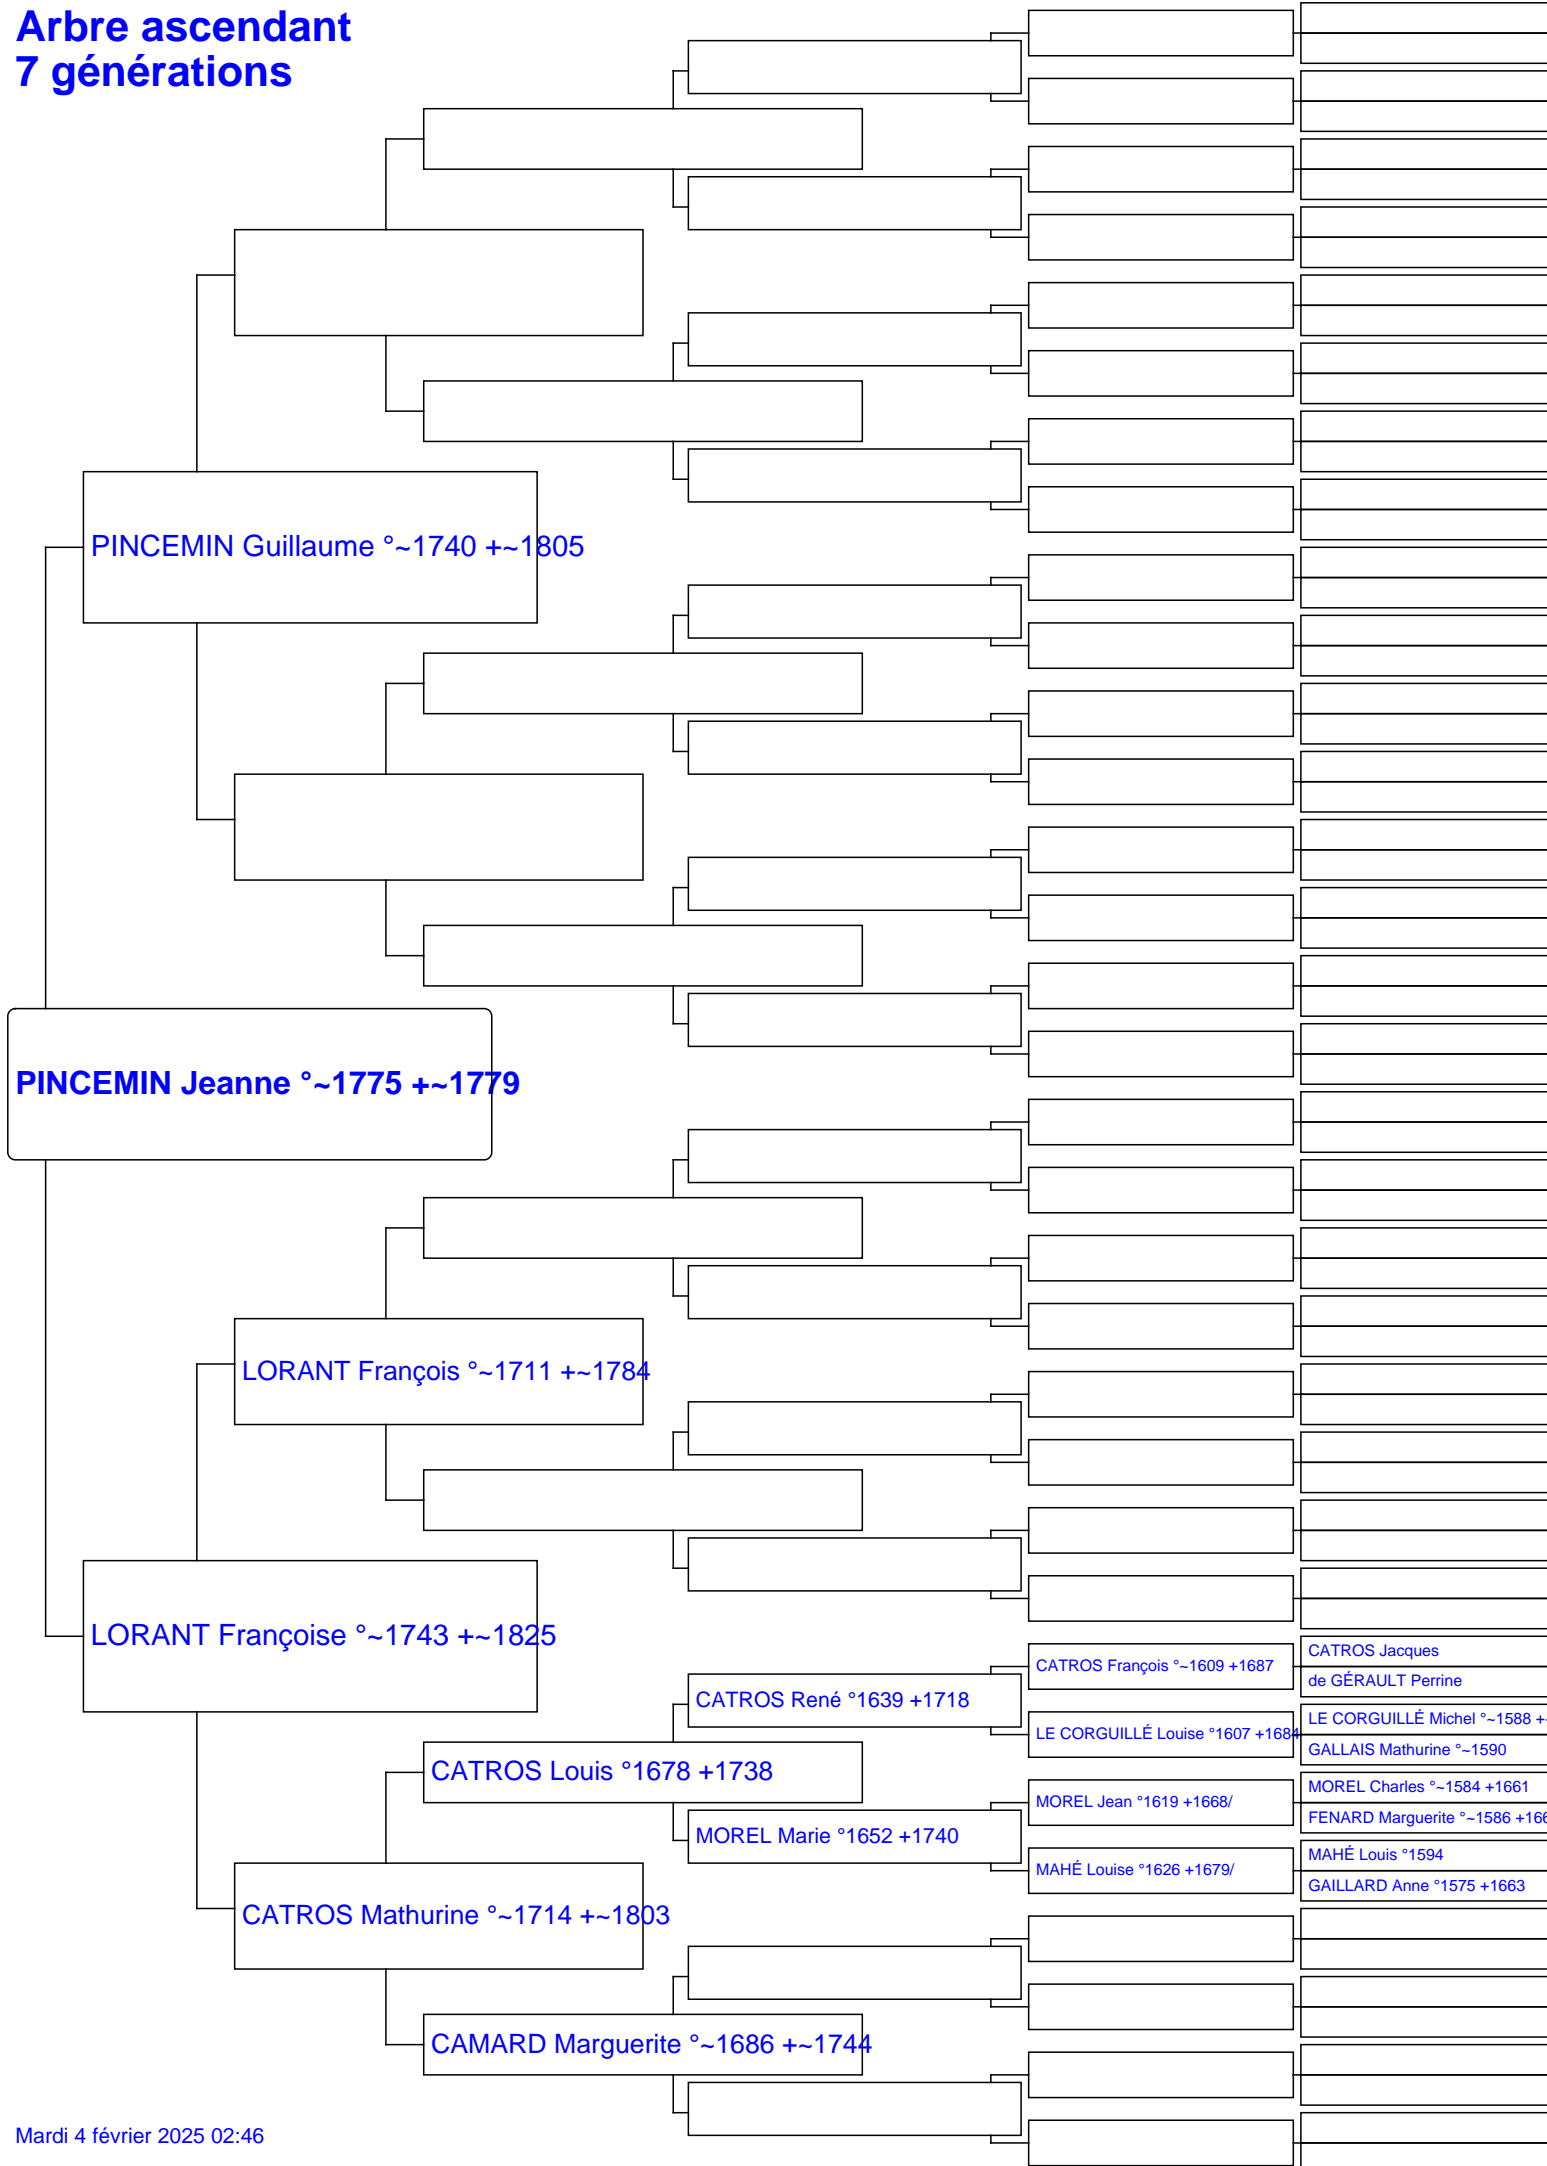 Arbre ascendant
7 générations
PINCEMIN Guillaume °~1740 +~1805
PINCEMIN Jeanne °~1775 +~1779
LORANT François °~1711 +~1784
LORANT Françoise °~1743 +~1825
CATROS Jacques
CATROS François °~1609 +1687
de GÉRAULT Perrine
CATROS René °1639 +1718
LE CORGUILLÉ Michel °~1588 +
LE CORGUILLÉ Louise °1607 +1684
GALLAIS Mathurine °~1590
CATROS Louis °1678 +1738
MOREL Charles °~1584 +1661
MOREL Jean °1619 +1668/
FENARD Marguerite °~1586 +166
MOREL Marie °1652 +1740
MAHÉ Louis °1594
MAHÉ Louise °1626 +1679/
GAILLARD Anne °1575 +1663
CATROS Mathurine °~1714 +~1803
CAMARD Marguerite °~1686 +~1744
Mardi 4 février 2025 02:46